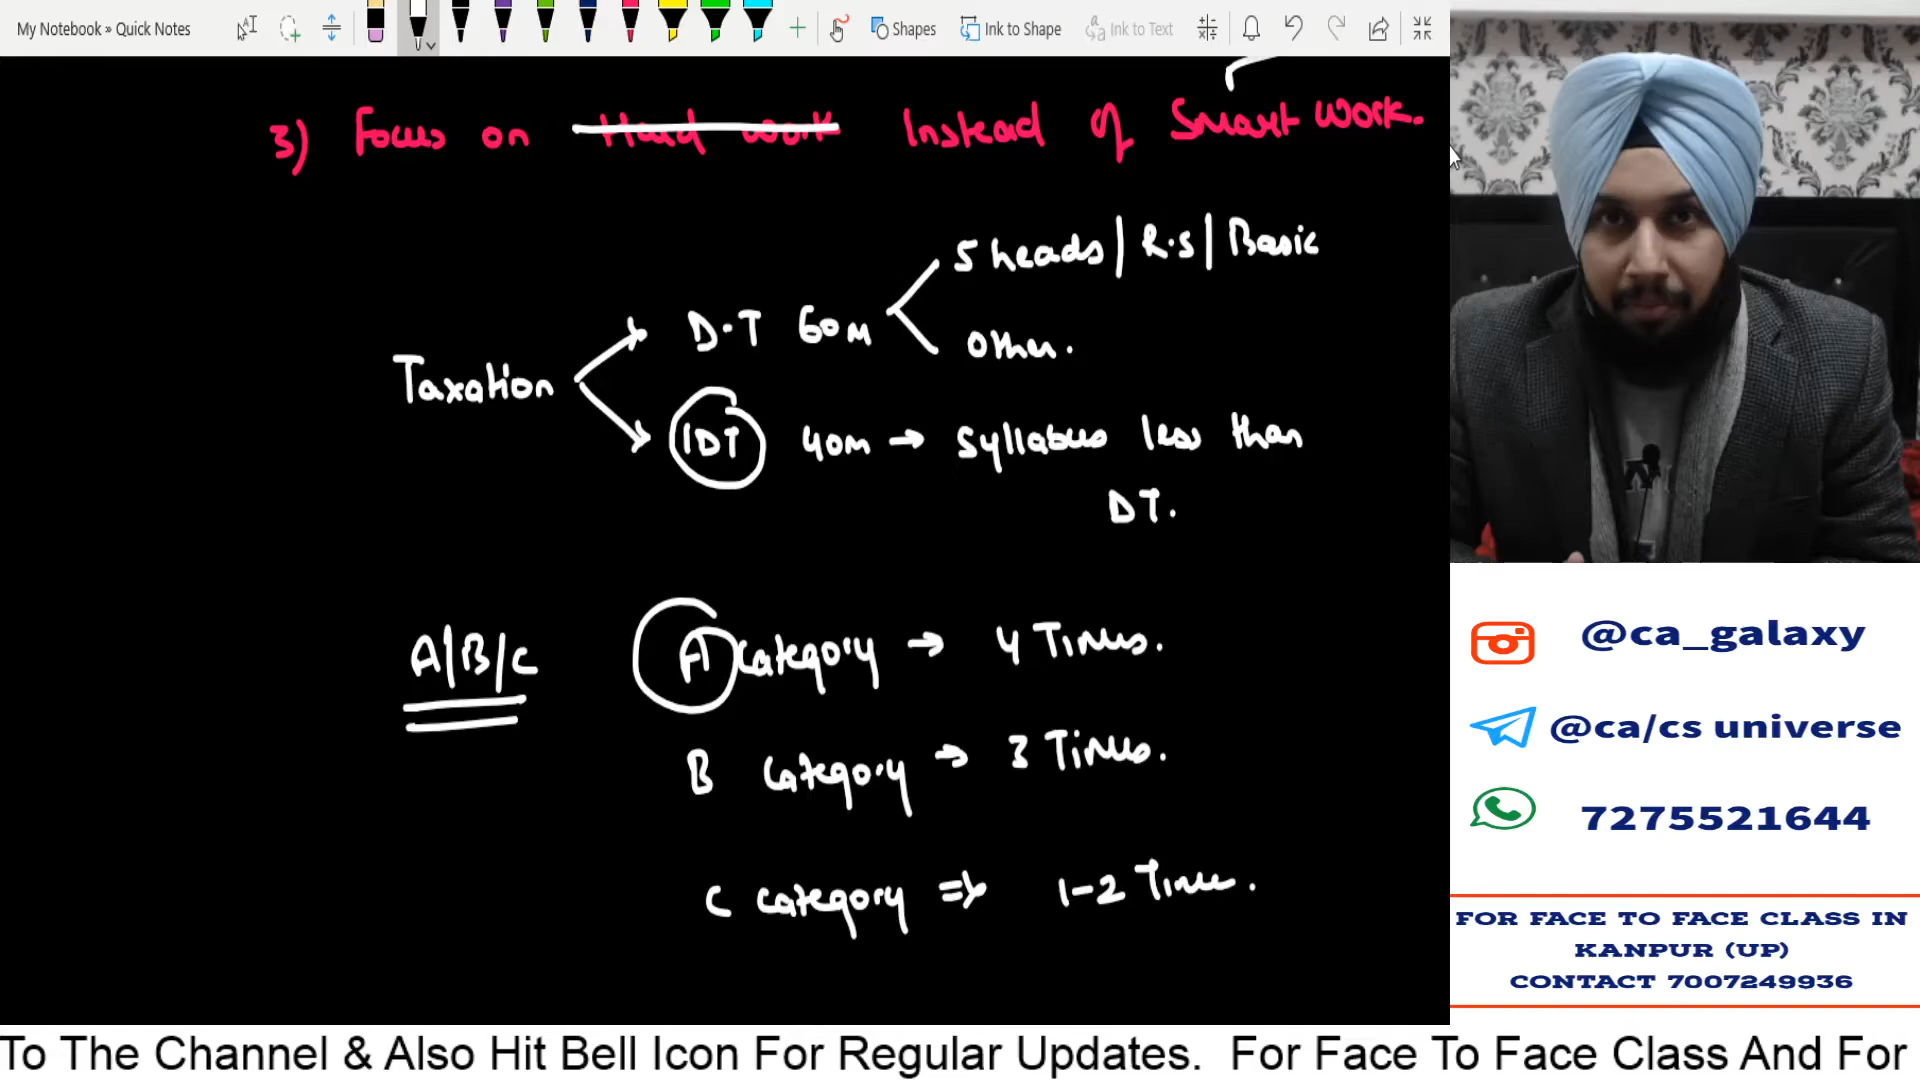 My Notebook » Quick Notes
Shapes
Ink to Shape
Ink to Text
3) Focus on Hard work Instead of Smart work.
5 heads | R.S | Basic
D.T 60M
Other.
Taxation
IDT 40M → Syllabus less than
DT.
A/B/C
A Category → 4 Times.
B Category → 3 Times.
C Category ⇒ 1-2 Times.
@ca_galaxy
@ca/cs universe
7275521644
FOR FACE TO FACE CLASS IN
KANPUR (UP)
CONTACT 7007249936
To The Channel & Also Hit Bell Icon For Regular Updates. For Face To Face Class And For